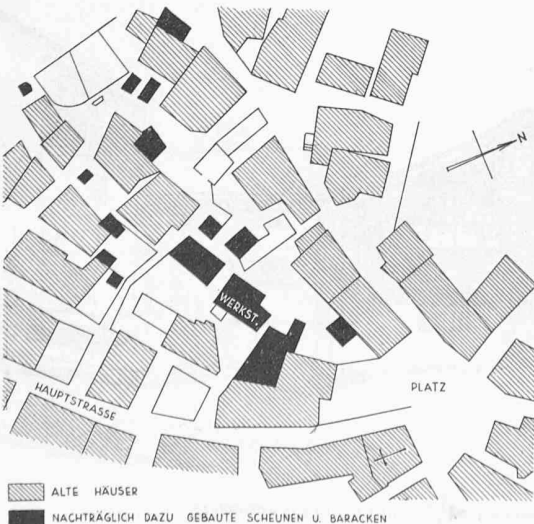 N
WERKST.
PLATZ
HAUPTSTRASSE
ALTE HÄUSER
NACHTRÄGLICH DAZU GEBAUTE SCHEUNEN U. BARACKEN